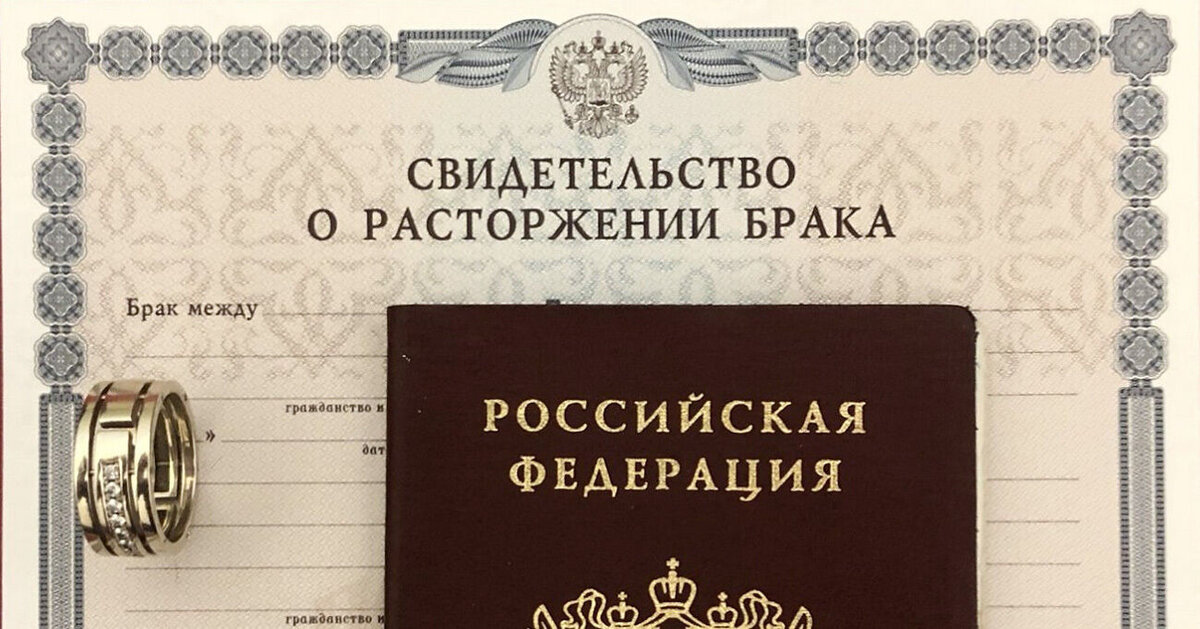 СВИДЕТЕЛЬСТВО
О РАСТОРЖЕНИИ БРАКА
Брак между
гражданство и
»
дат
РОССИЙСКАЯ
ФЕДЕРАЦИЯ
гражданство и